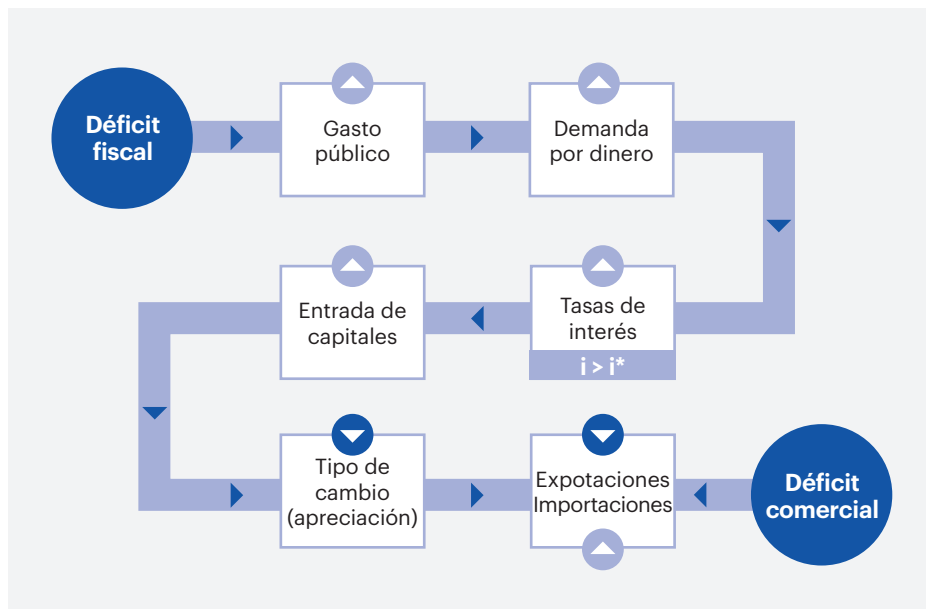 Déficit
fiscal
Gasto
público
Demanda
por dinero
Tasas de
interés
i > i*
Entrada de
capitales
Tipo de
cambio
(apreciación)
Expotaciones
Importaciones
Déficit
comercial